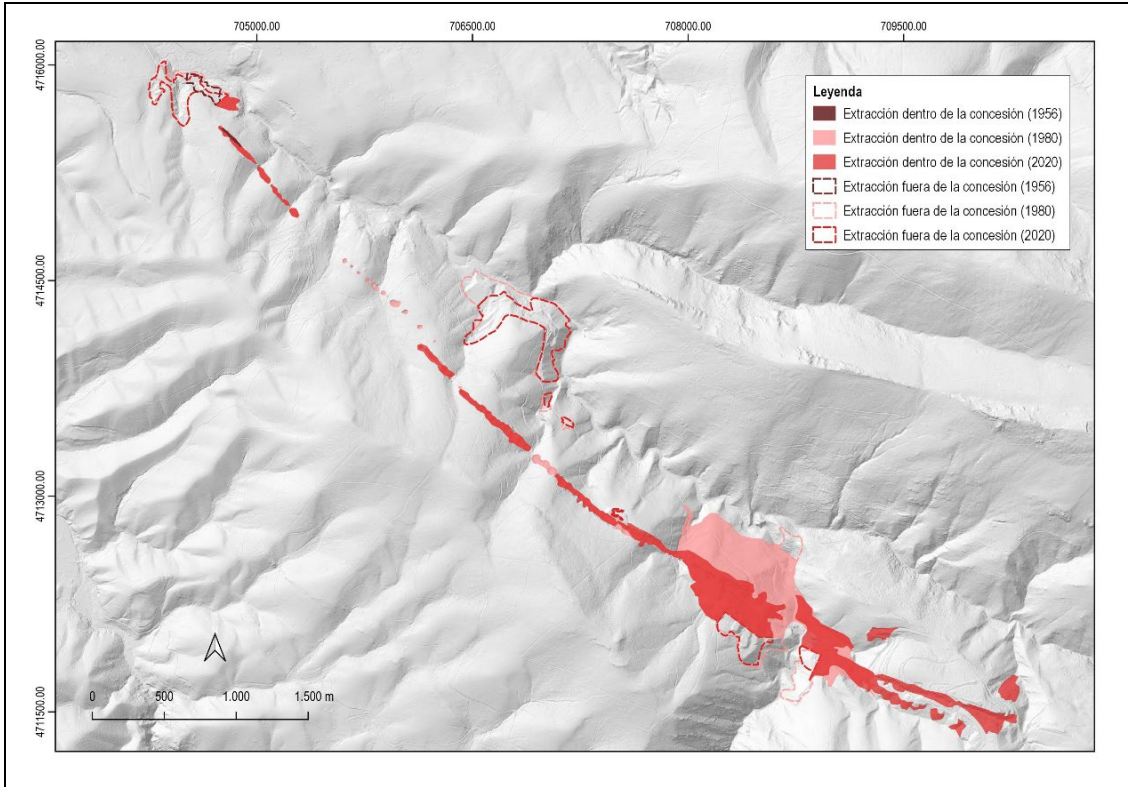 705000.00 706500.00 708000.00 709500.00
4716000.00
4714500.00
4713000.00
4711500.00
Leyenda
Extracción dentro de la concesión (1956)
Extracción dentro de la concesión (1980)
Extracción dentro de la concesión (2020)
Extracción fuera de la concesión (1956)
Extracción fuera de la concesión (1980)
Extracción fuera de la concesión (2020)
0 500 1.000 1.500 m